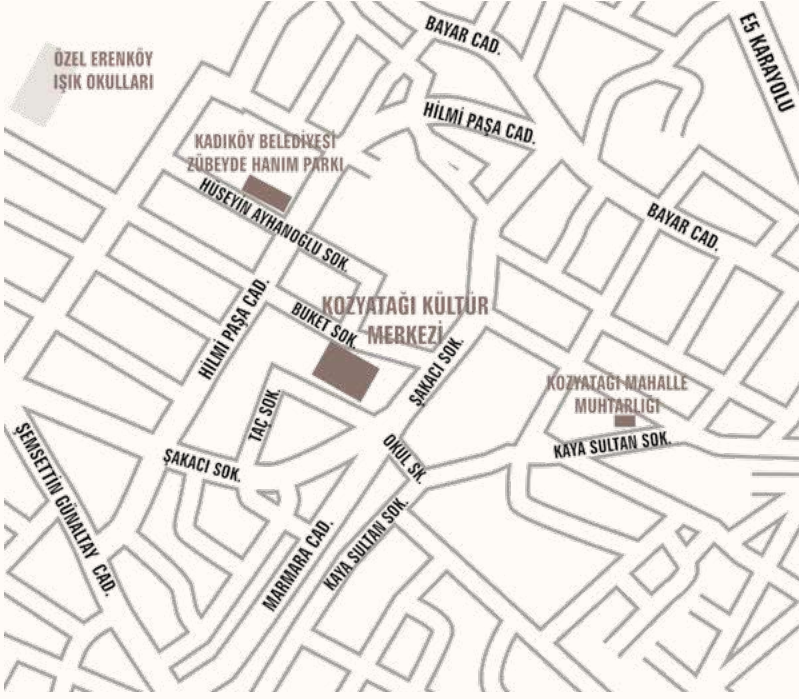 BAYAR CAD.
E5 KARAYOLU
ÖZEL ERENKÖY
IŞIK OKULLARI
HİLMİ PAŞA CAD.
KADIKÖY BELEDİYESİ
ZÜBEYDE HANIM PARKI
HÜSEYİN AYHANOĞLU SOK.
BAYAR CAD.
HİLMİ PAŞA CAD.
BUKET SOK.
KOZYATAĞI KÜLTÜR
MERKEZİ
ŞAKACI SOK.
KOZYATAĞI MAHALLE
MUHTARLIĞI
TAÇ SOK.
KAYA SULTAN SOK.
OKUL SK.
ŞAKACI SOK.
ŞEMSETTİN GÜNALTAY CAD.
MARMARA CAD.
KAYA SULTAN SOK.